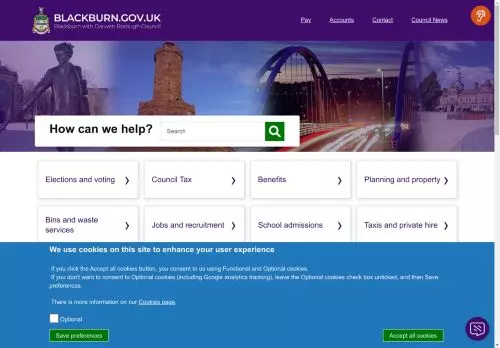 BLACKBURN.GOV.UK
Blackburn with Darwen Borough Council
Pay
Accounts
Contact
Council News
How can we help?
Search
Elections and voting
Council Tax
Benefits
Planning and property
Bins and waste
services
Jobs and recruitment
School admissions
Taxis and private hire
We use cookies on this site to enhance your user experience
If you click the Accept all cookies button, you consent to us using Functional and Optional cookies.
If you don't want to consent to Optional cookies (including Google analytics tracking), leave the Optional cookies check box unticked, and then Save
preferences.
There is more information on our Cookies page.
Optional
Save preferences
Accept all cookies